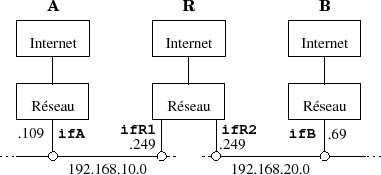 A R B
Internet Internet Internet
Réseau Réseau Réseau
.109 ifA ifR1 ifR2 ifB .69
.249 .249
192.168.10.0 192.168.20.0